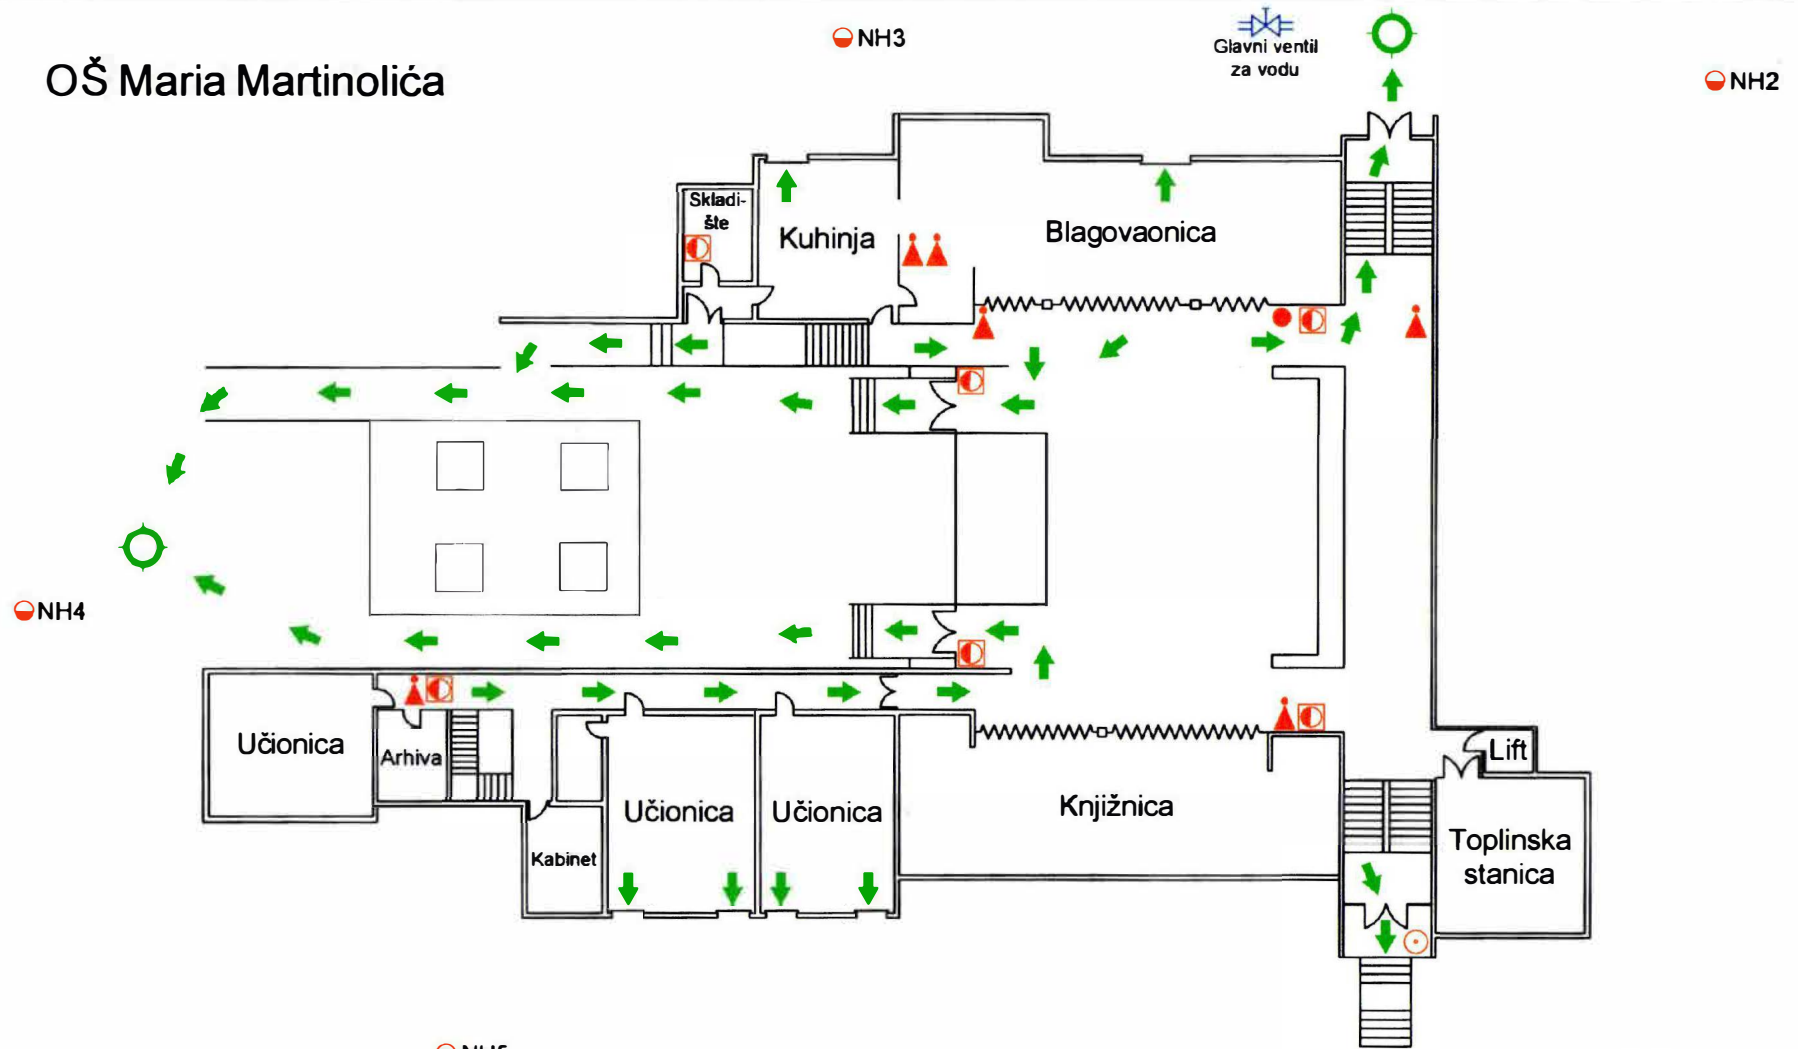 OŠ Maria Martinolića
NH3
Glavni ventil
za vodu
NH2
Skladi-
šte
Kuhinja
Blagovaonica
NH4
Učionica
Arhiva
Kabinet
Učionica
Učionica
Knjižnica
Lift
Toplinska
stanica